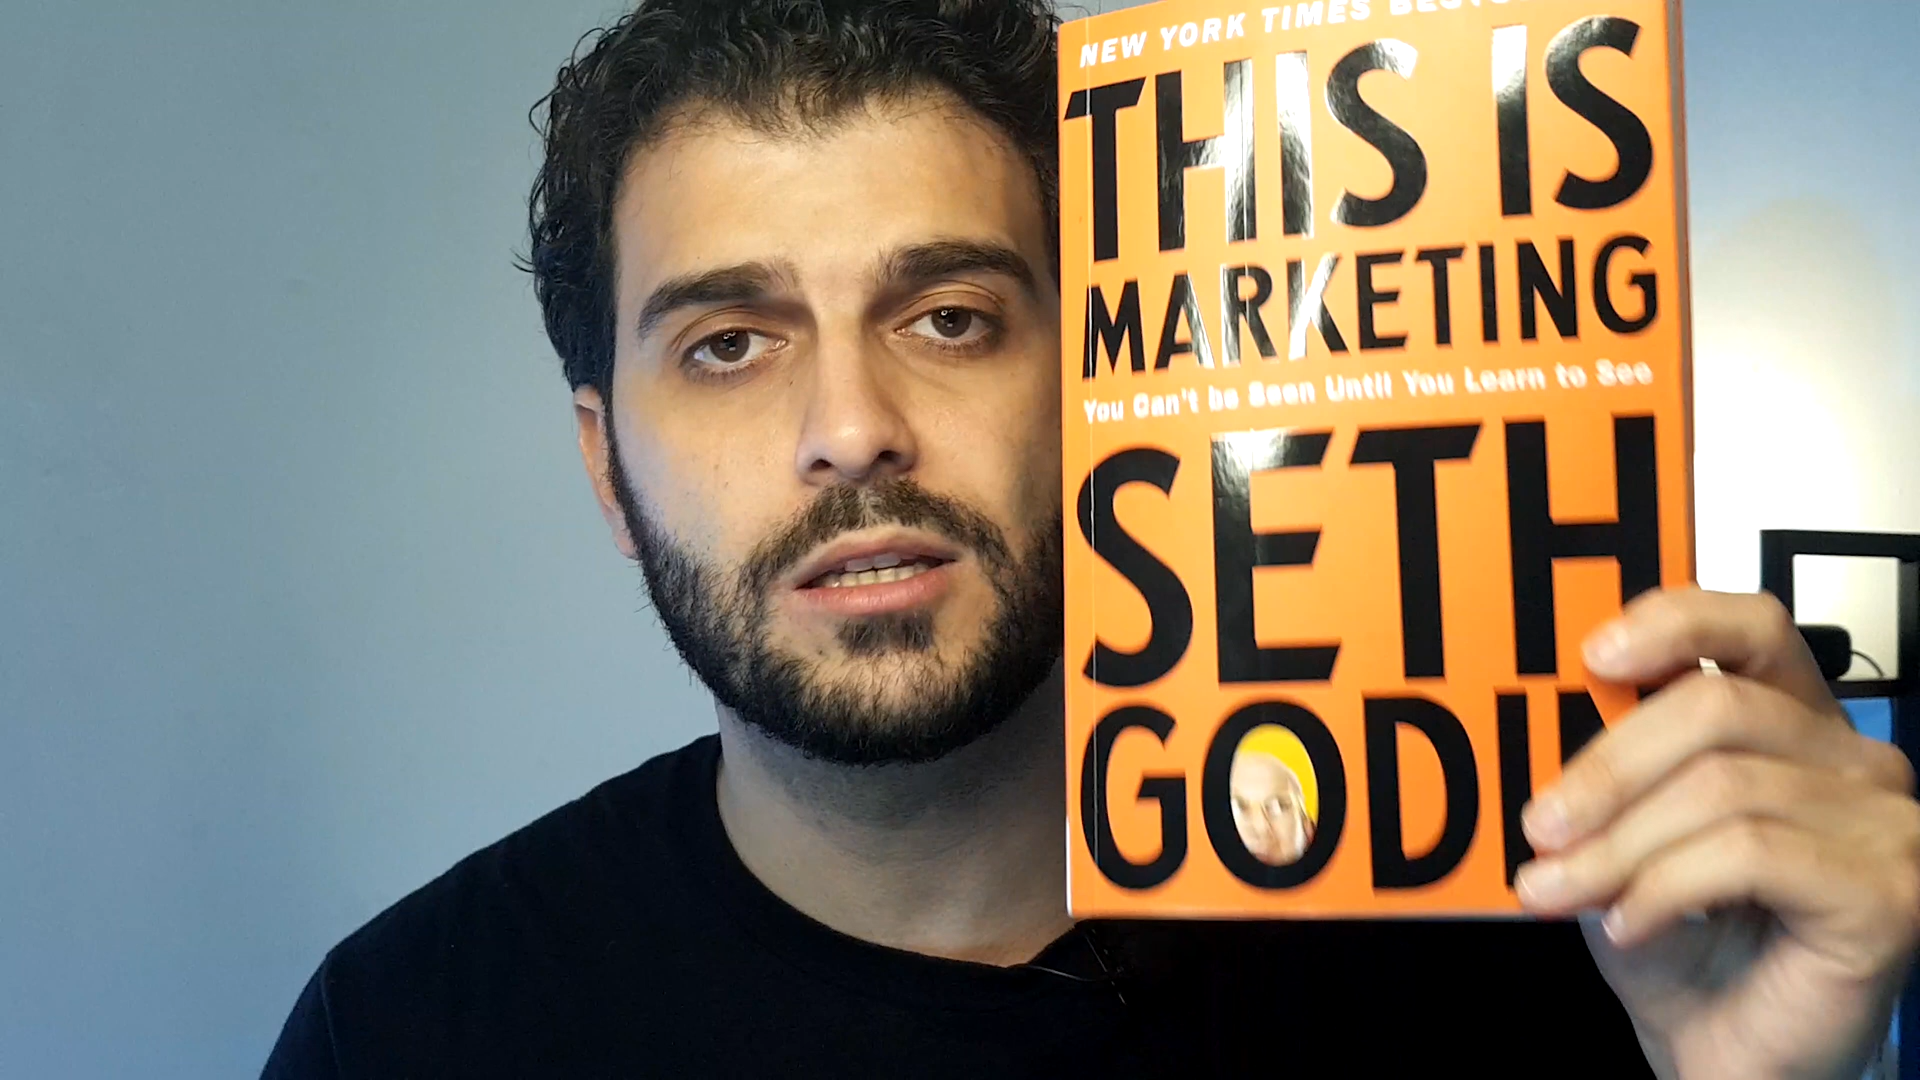 NEW YORK TIMES
THIS IS
MARKETING
You Can't be Seen Until You Learn to See
SETH
GODI